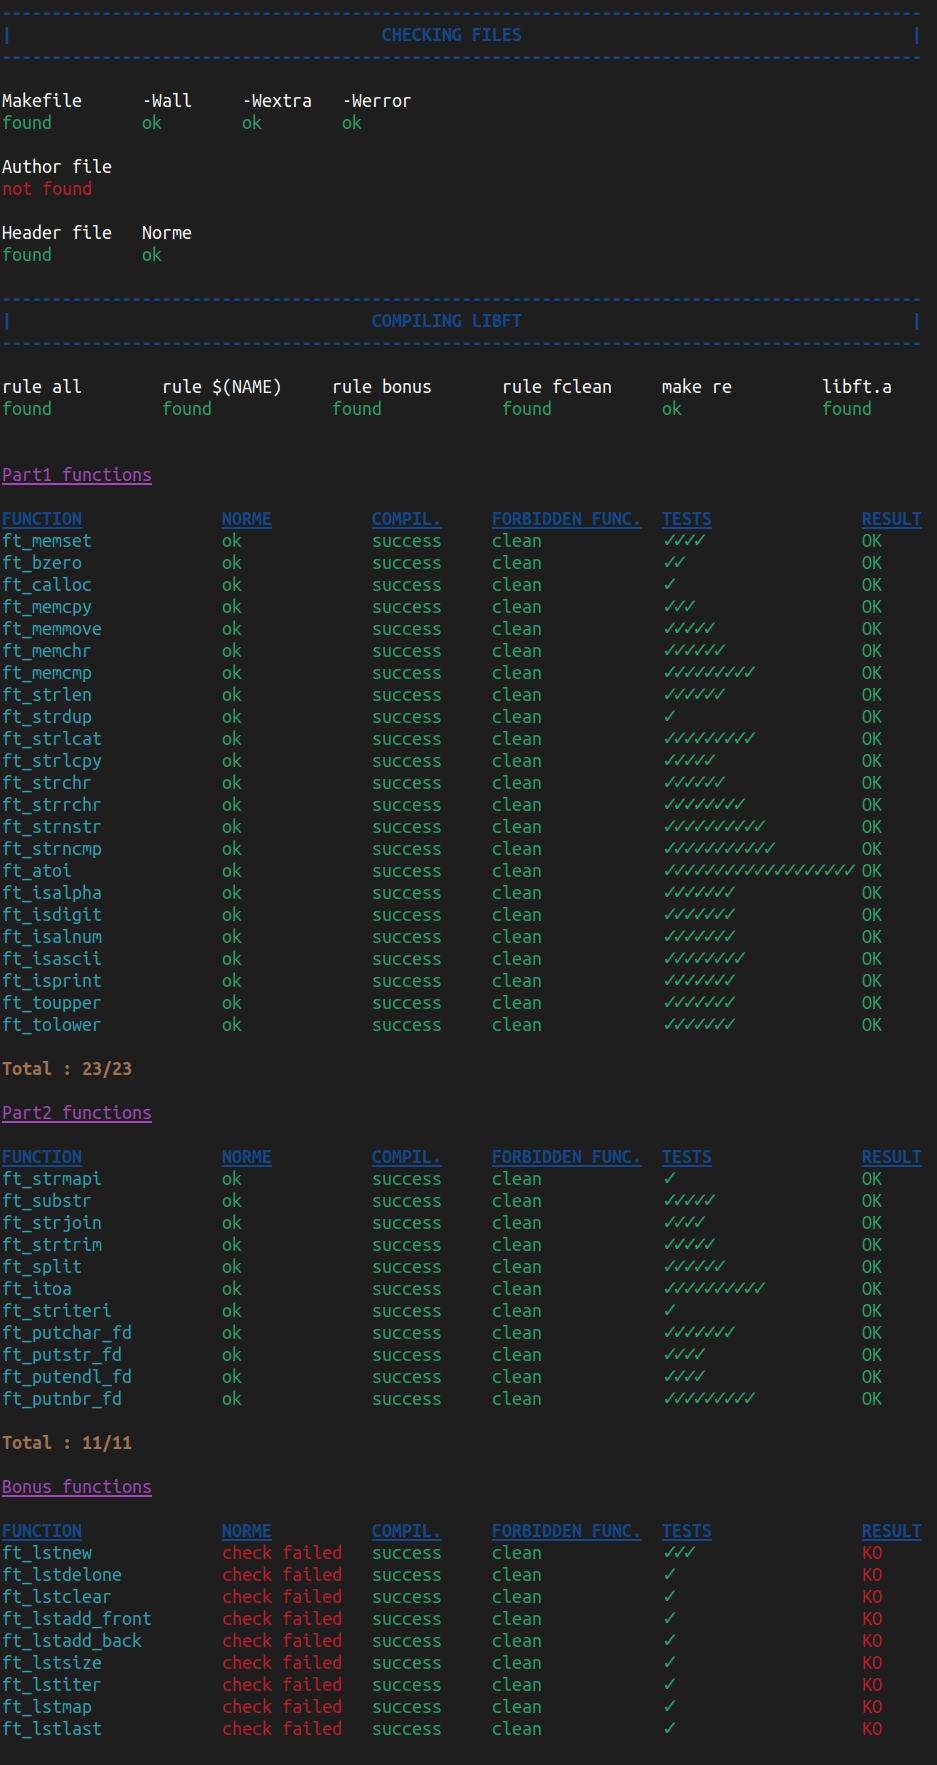 --------------------------------------------------------------------------------------------
| CHECKING FILES |
--------------------------------------------------------------------------------------------
Makefile -Wall -Wextra -Werror
found ok ok ok
Author file
not found
Header file Norme
found ok
--------------------------------------------------------------------------------------------
| COMPILING LIBFT |
--------------------------------------------------------------------------------------------
rule all rule $(NAME) rule bonus rule fclean make re libft.a
found found found found ok found
Part1 functions
FUNCTION NORME COMPIL. FORBIDDEN FUNC. TESTS RESULT
ft_memset ok success clean ✓✓✓✓ OK
ft_bzero ok success clean ✓✓ OK
ft_calloc ok success clean ✓ OK
ft_memcpy ok success clean ✓✓✓ OK
ft_memmove ok success clean ✓✓✓✓✓ OK
ft_memchr ok success clean ✓✓✓✓✓✓ OK
ft_memcmp ok success clean ✓✓✓✓✓✓✓✓✓ OK
ft_strlen ok success clean ✓✓✓✓✓✓ OK
ft_strdup ok success clean ✓ OK
ft_strlcat ok success clean ✓✓✓✓✓✓✓✓✓ OK
ft_strlcpy ok success clean ✓✓✓✓✓ OK
ft_strchr ok success clean ✓✓✓✓✓✓ OK
ft_strrchr ok success clean ✓✓✓✓✓✓✓✓ OK
ft_strnstr ok success clean ✓✓✓✓✓✓✓✓✓✓ OK
ft_strncmp ok success clean ✓✓✓✓✓✓✓✓✓✓✓ OK
ft_atoi ok success clean ✓✓✓✓✓✓✓✓✓✓✓✓✓✓✓✓✓✓✓ OK
ft_isalpha ok success clean ✓✓✓✓✓✓✓ OK
ft_isdigit ok success clean ✓✓✓✓✓✓✓ OK
ft_isalnum ok success clean ✓✓✓✓✓✓✓ OK
ft_isascii ok success clean ✓✓✓✓✓✓✓✓ OK
ft_isprint ok success clean ✓✓✓✓✓✓✓ OK
ft_toupper ok success clean ✓✓✓✓✓✓✓ OK
ft_tolower ok success clean ✓✓✓✓✓✓✓ OK
Total : 23/23
Part2 functions
FUNCTION NORME COMPIL. FORBIDDEN FUNC. TESTS RESULT
ft_strmapi ok success clean ✓ OK
ft_substr ok success clean ✓✓✓✓✓ OK
ft_strjoin ok success clean ✓✓✓✓ OK
ft_strtrim ok success clean ✓✓✓✓✓ OK
ft_split ok success clean ✓✓✓✓✓✓ OK
ft_itoa ok success clean ✓✓✓✓✓✓✓✓✓✓ OK
ft_striteri ok success clean ✓ OK
ft_putchar_fd ok success clean ✓✓✓✓✓✓✓ OK
ft_putstr_fd ok success clean ✓✓✓✓ OK
ft_putendl_fd ok success clean ✓✓✓✓ OK
ft_putnbr_fd ok success clean ✓✓✓✓✓✓✓✓✓ OK
Total : 11/11
Bonus functions
FUNCTION NORME COMPIL. FORBIDDEN FUNC. TESTS RESULT
ft_lstnew check failed success clean ✓✓✓ KO
ft_lstdelone check failed success clean ✓ KO
ft_lstclear check failed success clean ✓ KO
ft_lstadd_front check failed success clean ✓ KO
ft_lstadd_back check failed success clean ✓ KO
ft_lstsize check failed success clean ✓ KO
ft_lstiter check failed success clean ✓ KO
ft_lstmap check failed success clean ✓ KO
ft_lstlast check failed success clean ✓ KO